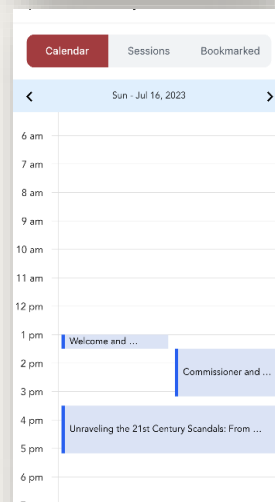 Calendar Sessions Bookmarked
Sun - Jul 16, 2023
6 am
7 am
8 am
9 am
10 am
11 am
12 pm
1 pm
Welcome and ...
2 pm
Commissioner and ...
3 pm
4 pm
Unraveling the 21st Century Scandals: From ...
5 pm
6 pm